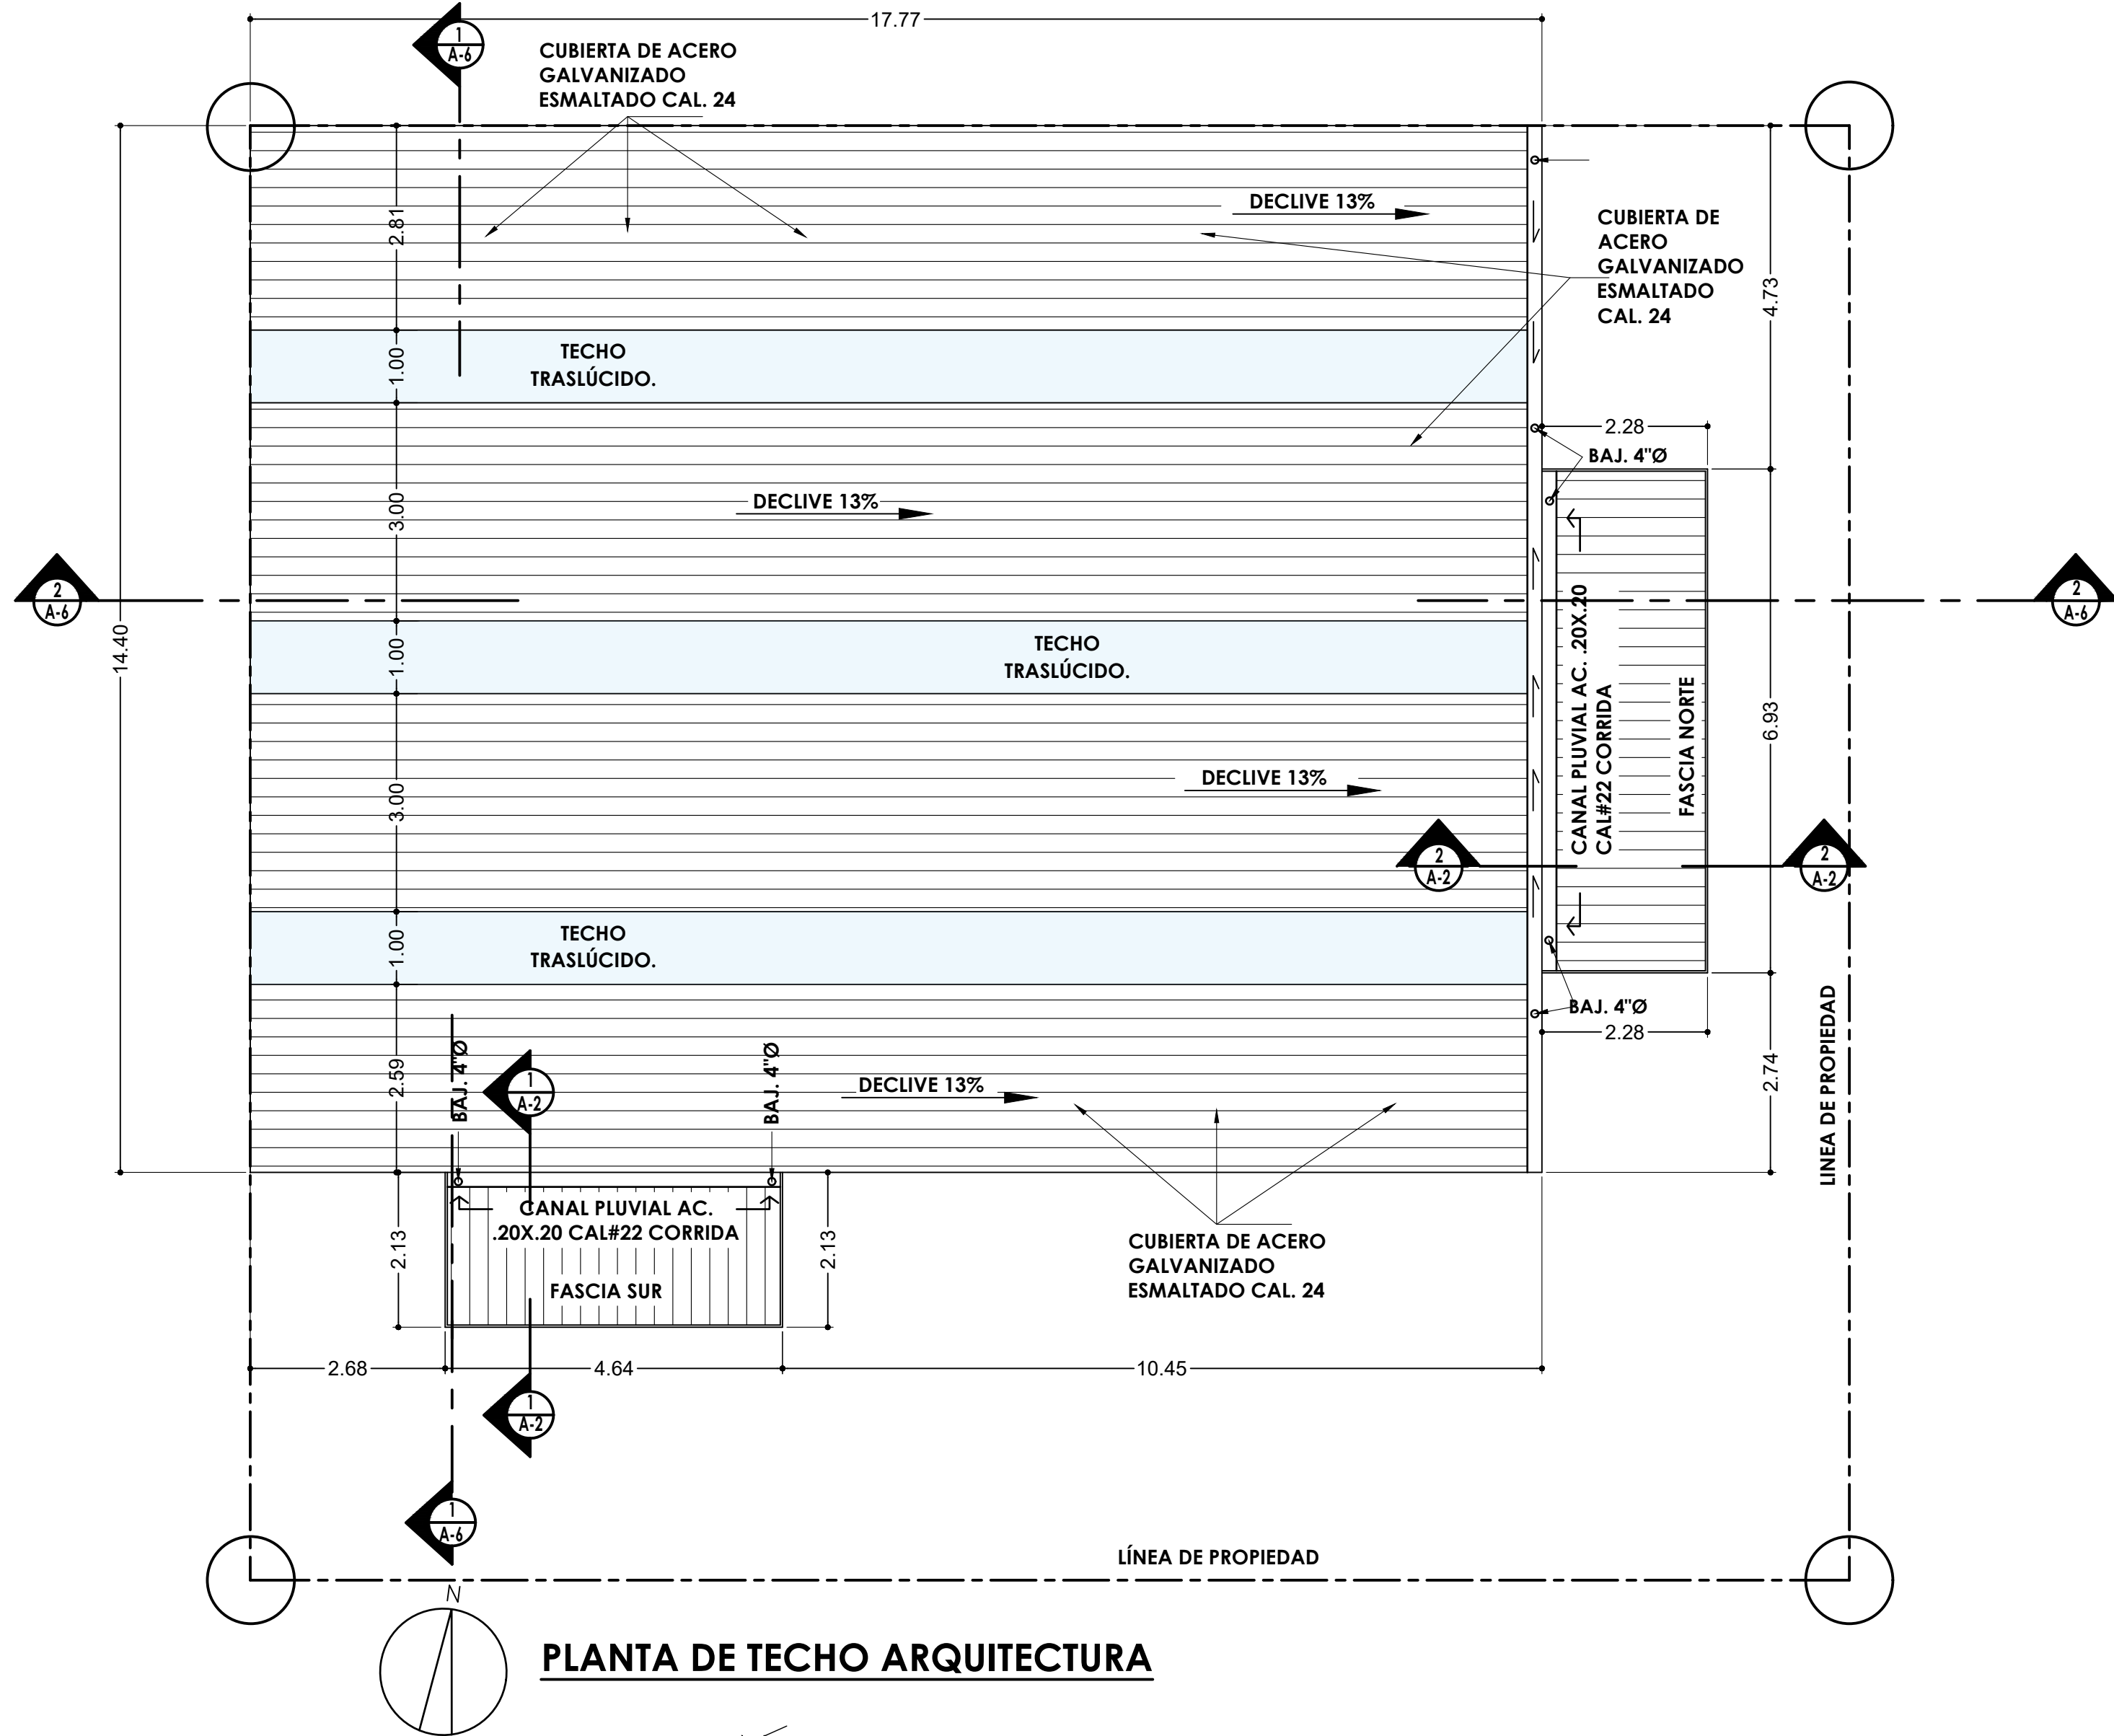 17.77
1
A-6
CUBIERTA DE ACERO
GALVANIZADO
ESMALTADO CAL. 24
2.81
DECLIVE 13%
CUBIERTA DE
ACERO
GALVANIZADO
ESMALTADO
CAL. 24
4.73
1.00
TECHO
TRASLÚCIDO.
2.28
BAJ. 4"Ø
3.00
DECLIVE 13%
2
A-6
2
A-6
14.40
1.00
TECHO
TRASLÚCIDO.
CANAL PLUVIAL AC. .20X.20
CAL#22 CORRIDA
FASCIA NORTE
6.93
3.00
DECLIVE 13%
2
A-2
2
A-2
1.00
TECHO
TRASLÚCIDO.
BAJ. 4"Ø
2.28
LINEA DE PROPIEDAD
2.59
BAJ. 4"Ø
1
A-2
BAJ. 4"Ø
DECLIVE 13%
2.74
CANAL PLUVIAL AC.
.20X.20 CAL#22 CORRIDA
2.13
2.13
FASCIA SUR
CUBIERTA DE ACERO
GALVANIZADO
ESMALTADO CAL. 24
2.68
4.64
10.45
1
A-2
1
A-6
LÍNEA DE PROPIEDAD
N
PLANTA DE TECHO ARQUITECTURA